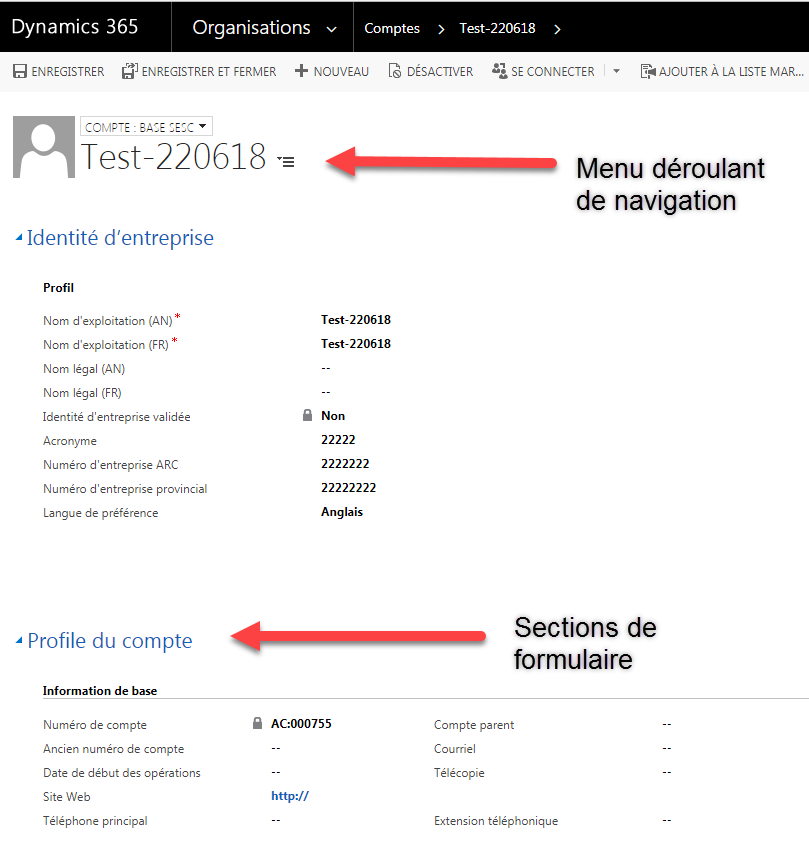 Dynamics 365 Organisations Comptes Test-220618
ENREGISTRER ENREGISTRER ET FERMER NOUVEAU DÉSACTIVER SE CONNECTER AJOUTER À LA LISTE MAR...
COMPTE : BASE SESC
Test-220618
Menu déroulant
de navigation
Identité d'entreprise
Profil
Nom d'exploitation (AN) * Test-220618
Nom d'exploitation (FR) * Test-220618
Nom légal (AN) --
Nom légal (FR) --
Identité d'entreprise validée Non
Acronyme 22222
Numéro d'entreprise ARC 2222222
Numéro d'entreprise provincial 22222222
Langue de préférence Anglais
Sections de
formulaire
Profile du compte
Information de base
Numéro de compte AC:000755 Compte parent --
Ancien numéro de compte -- Courriel --
Date de début des opérations -- Télécopie --
Site Web http://
Téléphone principal -- Extension téléphonique --